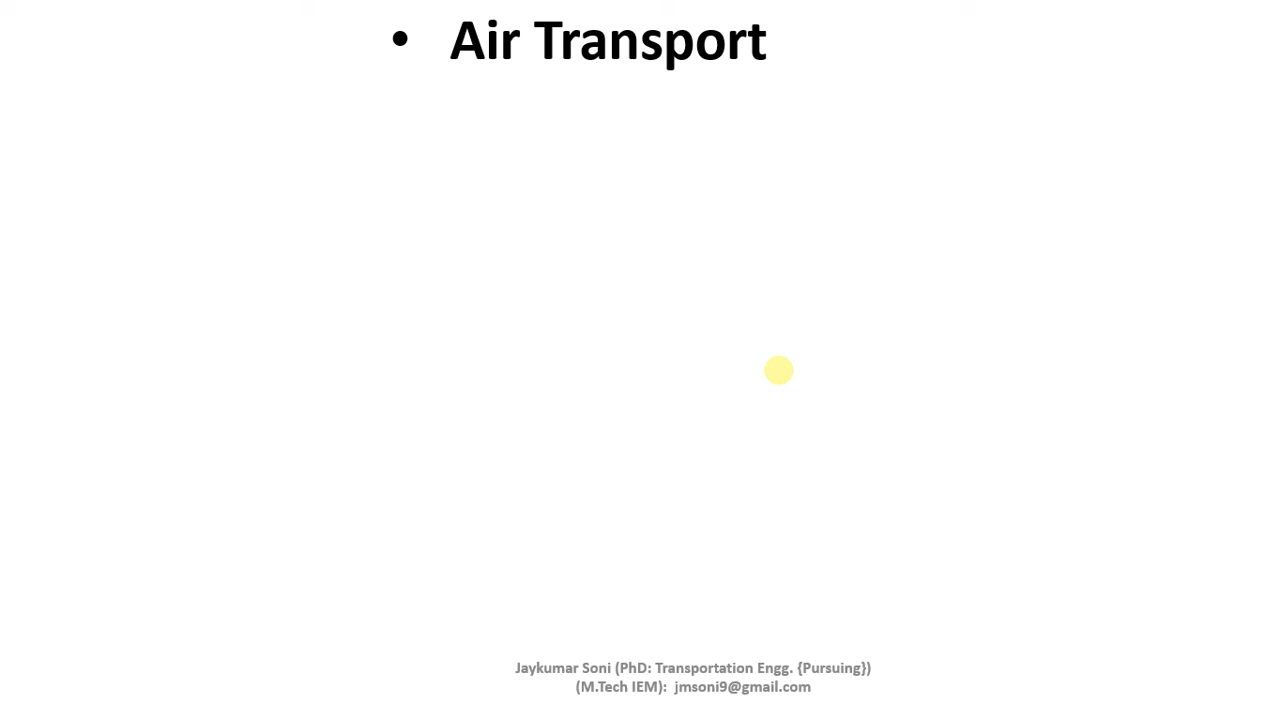 • Air Transport
Jaykumar Soni (PhD: Transportation Engg. {Pursuing})
(M.Tech IEM): jmsoni9@gmail.com